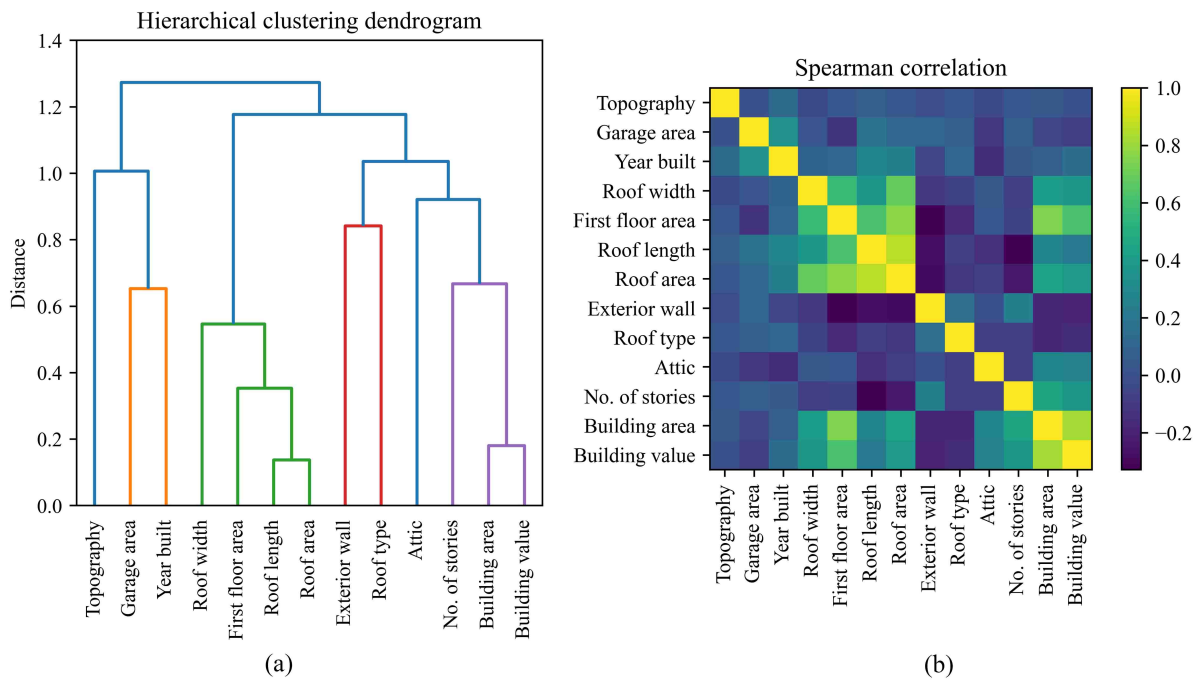 Hierarchical clustering dendrogram
1.4
1.2
1.0
0.8
0.6
0.4
0.2
0.0
Distance
Topography
Garage area
Year built
Roof width
First floor area
Roof length
Roof area
Exterior wall
Roof type
Attic
No. of stories
Building area
Building value
(a)
Spearman correlation
Topography
Garage area
Year built
Roof width
First floor area
Roof length
Roof area
Exterior wall
Roof type
Attic
No. of stories
Building area
Building value
Topography
Garage area
Year built
Roof width
First floor area
Roof length
Roof area
Exterior wall
Roof type
Attic
No. of stories
Building area
Building value
1.0
0.8
0.6
0.4
0.2
0.0
−0.2
(b)